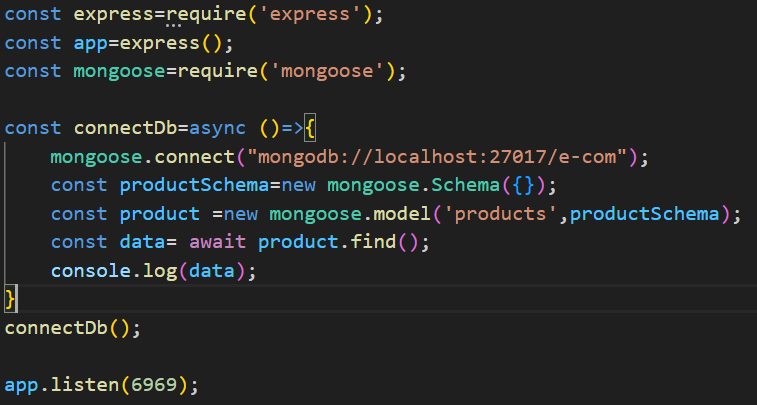 const express=require('express');
const app=express();
const mongoose=require('mongoose');
const connectDb=async ()=>{
    mongoose.connect("mongodb://localhost:27017/e-com");
    const productSchema=new mongoose.Schema({});
    const product =new mongoose.model('products',productSchema);
    const data= await product.find();
    console.log(data);
}
connectDb();
app.listen(6969);